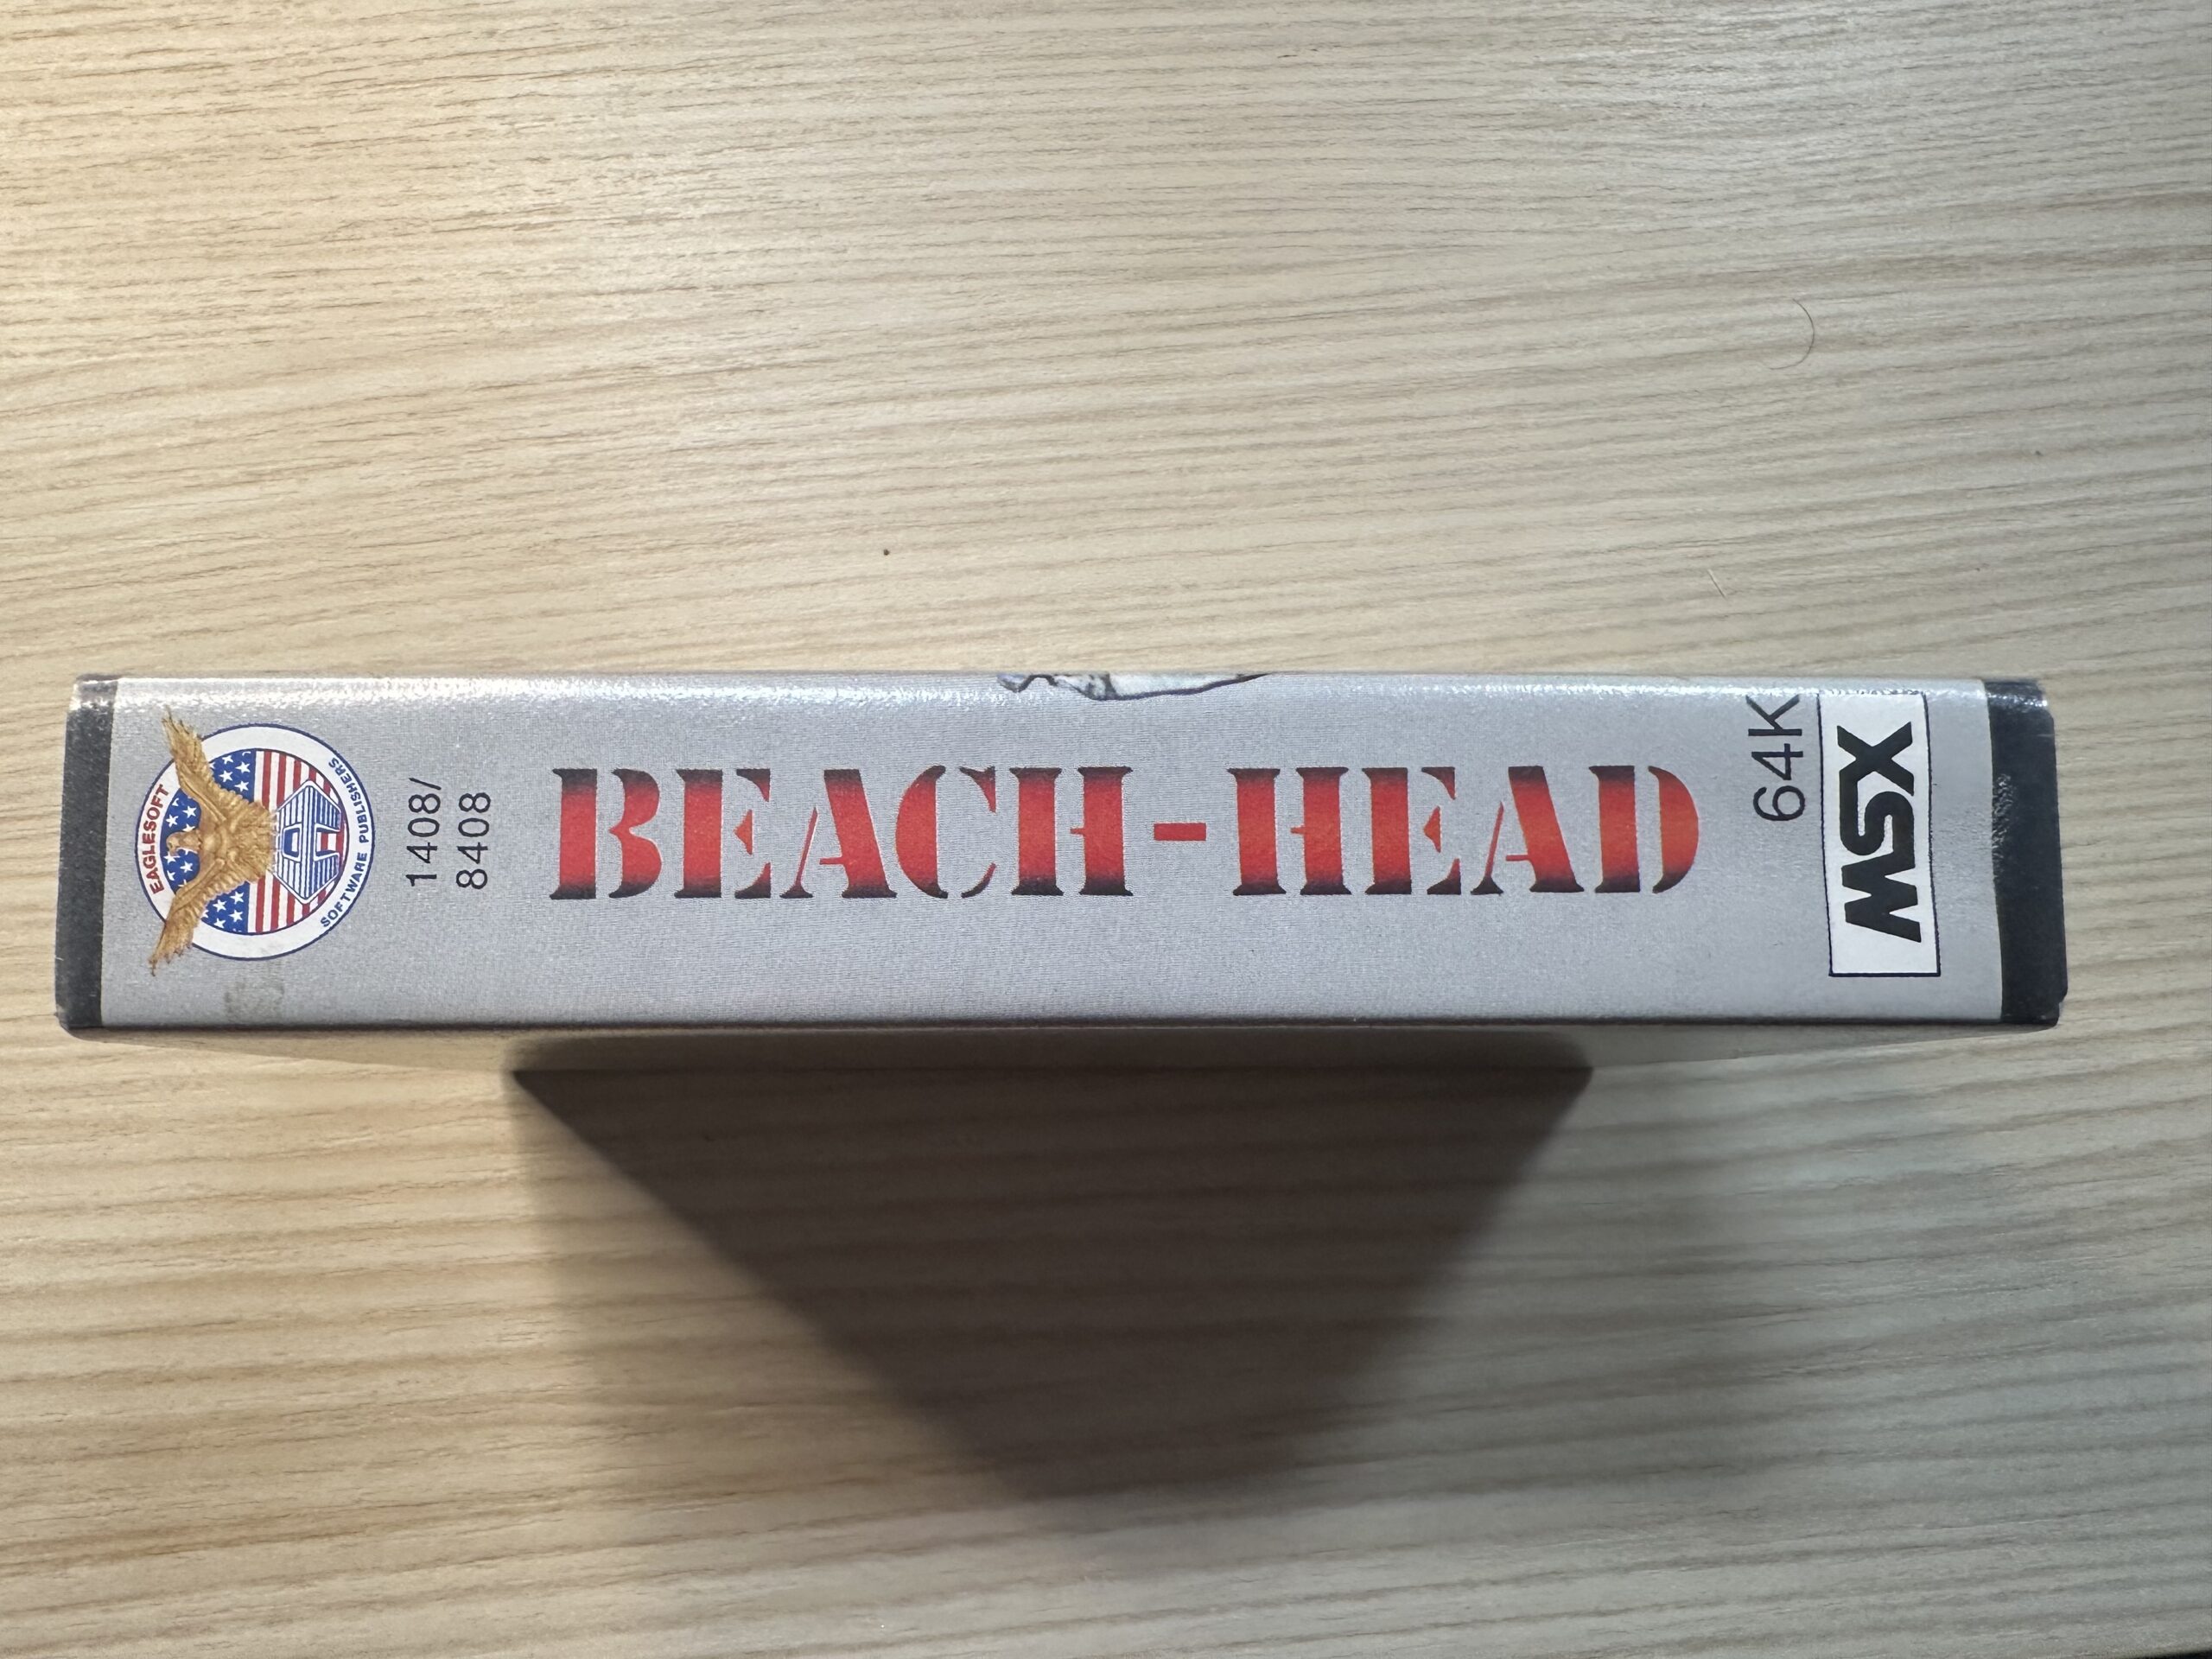 EAGLESOFT
SOFTWARE PUBLISHERS
1408/
8408
BEACH-HEAD
64K
MSX